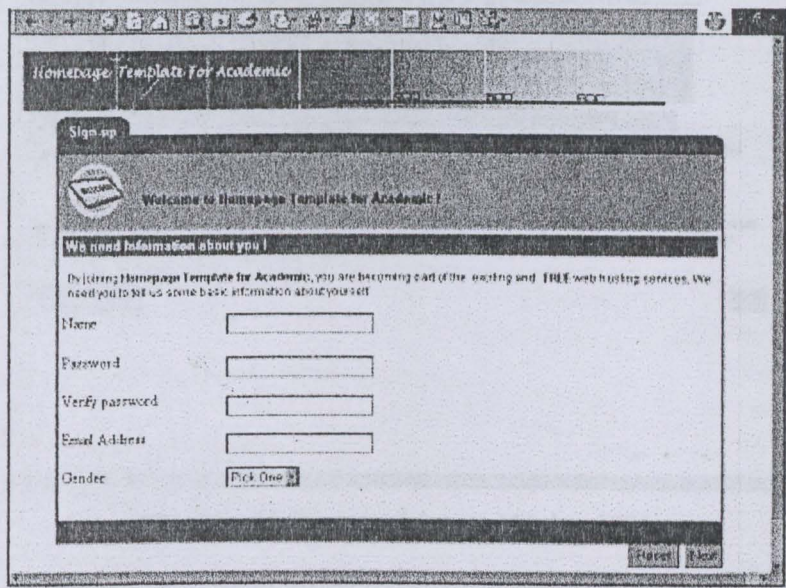 Homepage Template For Academic
Sign-up
Welcome to Homepage Template for Academic !
We need Information about you !
By joining Homepage Template for Academic, you are becoming part of the exciting and FREE web hosting services. We
need you to tell us some basic information about yourself
Name
Password
Verify password
Email Address
Gender
Pick One
Reset Next